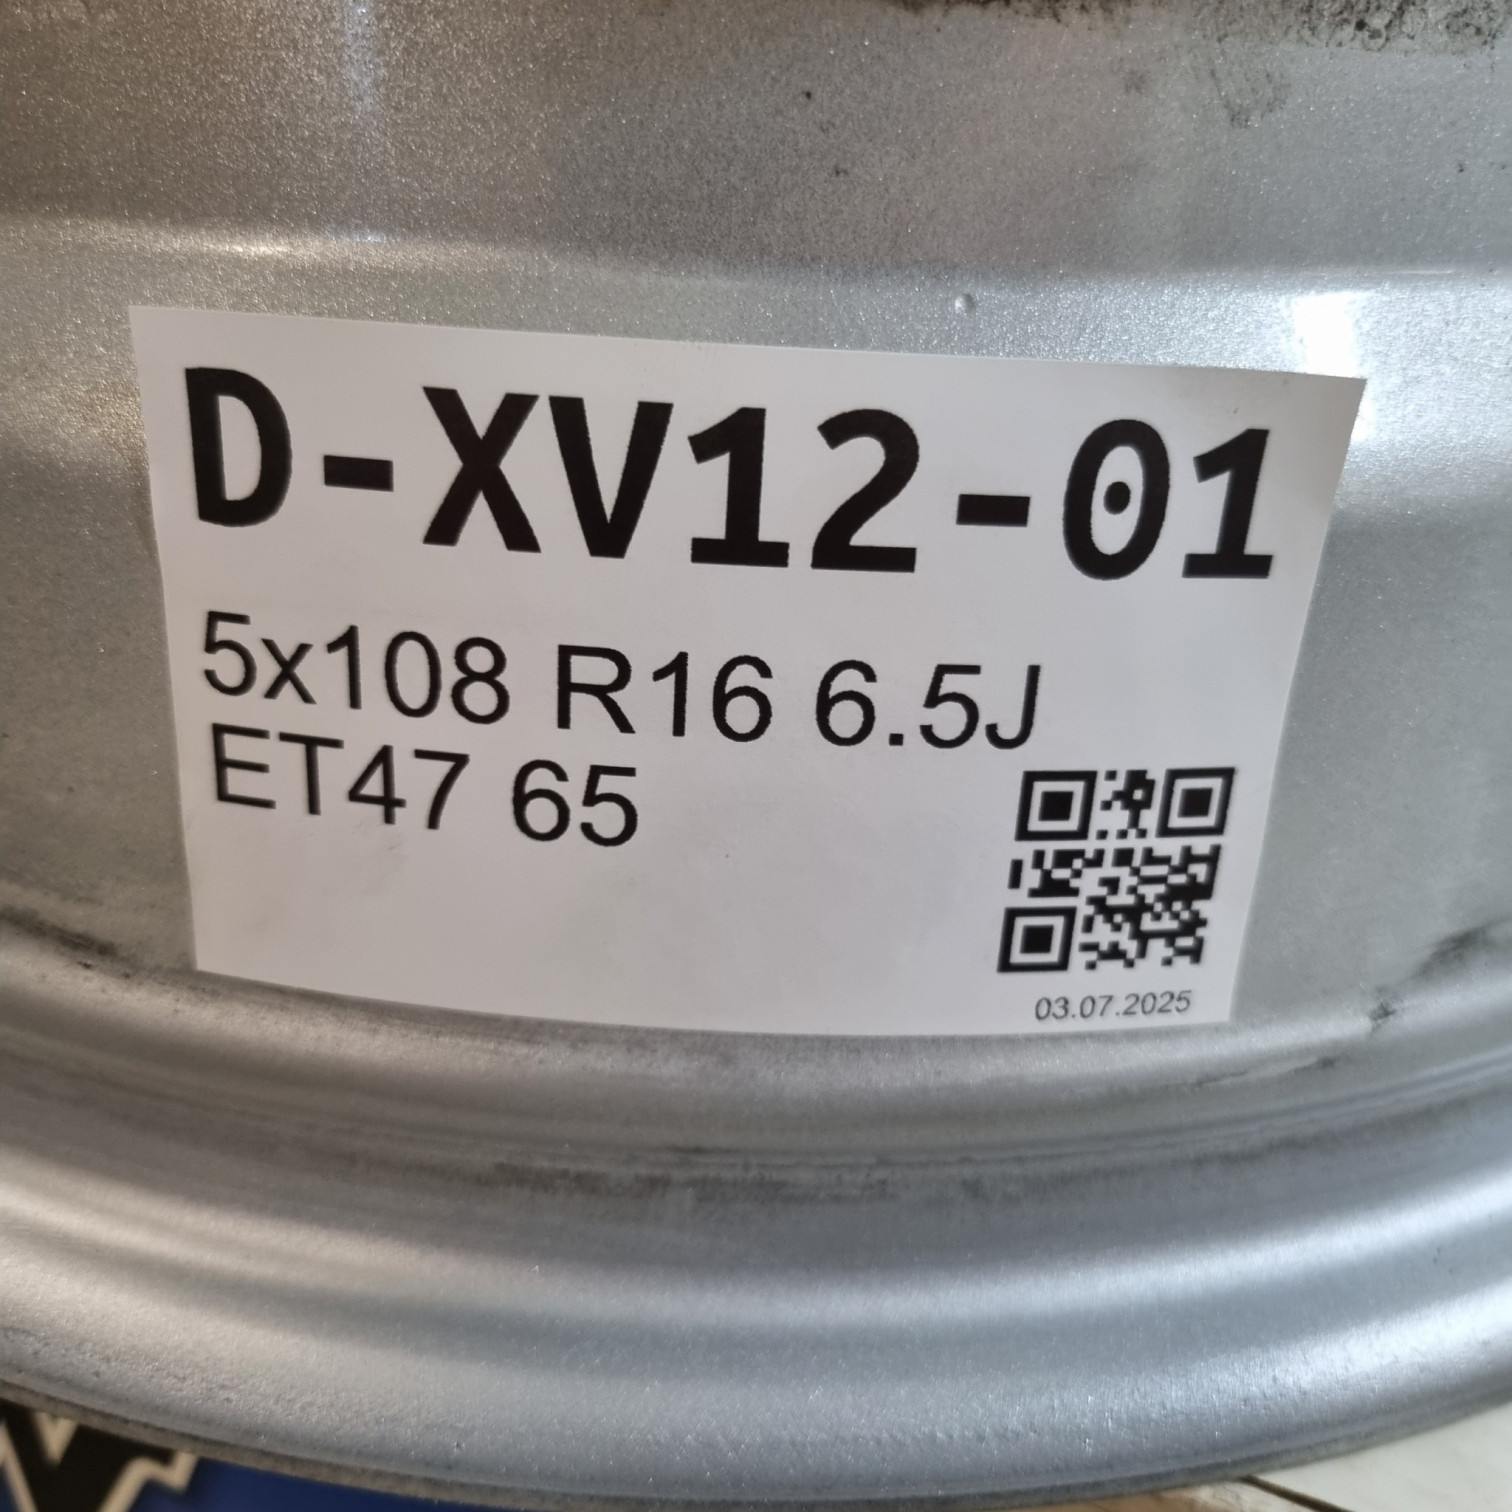 D-XV12-01
5x108 R16 6.5J
ET47 65
03.07.2025